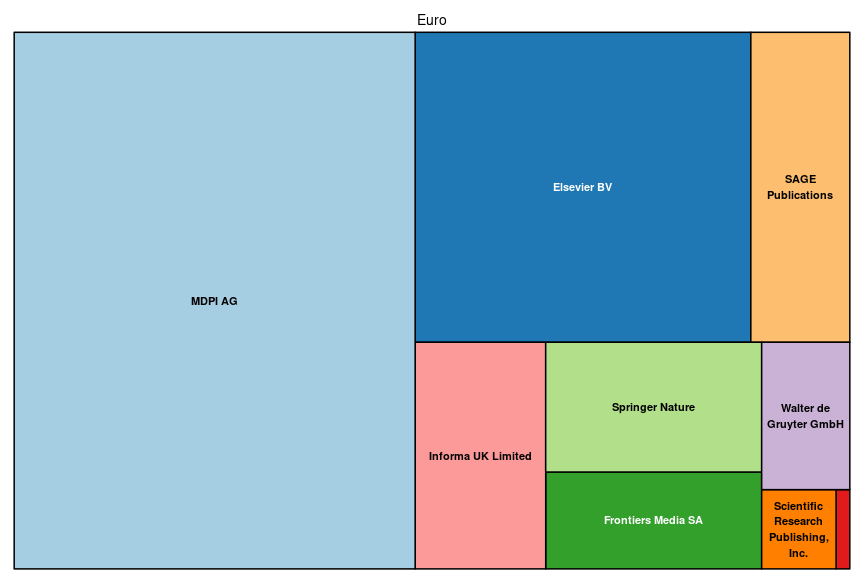 Euro
MDPI AG
Elsevier BV
SAGE
Publications
Informa UK Limited
Springer Nature
Frontiers Media SA
Walter de
Gruyter GmbH
Scientific
Research
Publishing,
Inc.